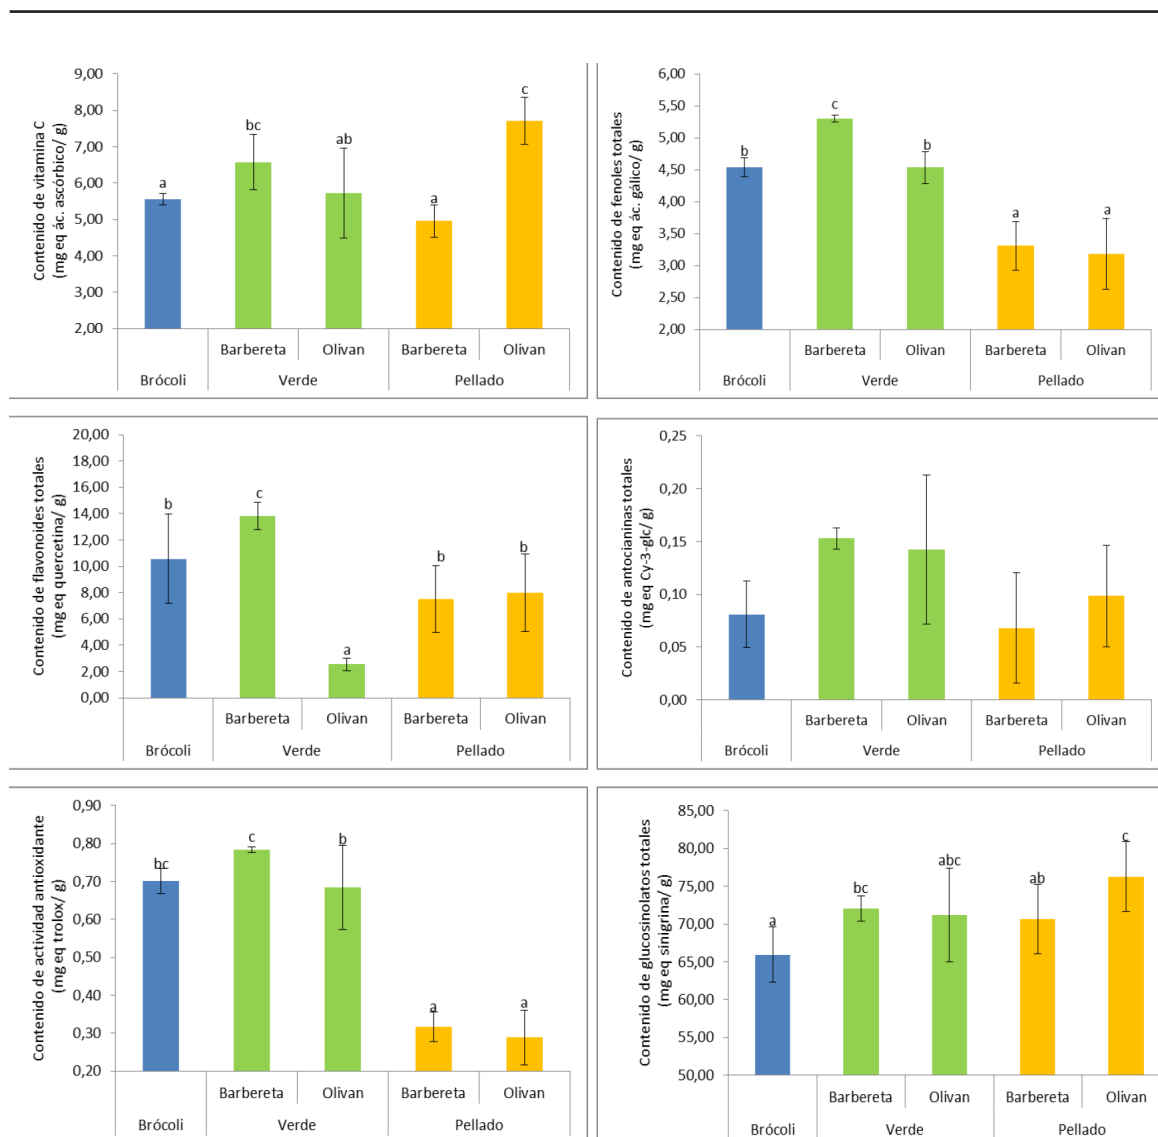 Contenido de vitamina C
(mg eq ác. ascórbico/ g)
9,00
8,00
7,00
6,00
5,00
4,00
3,00
2,00
a
bc
ab
a
c
Barbereta
Olivan
Barbereta
Olivan
Brócoli
Verde
Pellado
Contenido de fenoles totales
(mg eq ác. gálico/ g)
6,00
5,50
5,00
4,50
4,00
3,50
3,00
2,50
2,00
b
c
b
a
a
Barbereta
Olivan
Barbereta
Olivan
Brócoli
Verde
Pellado
Contenido de flavonoides totales
(mg eq quercetina/ g)
20,00
18,00
16,00
14,00
12,00
10,00
8,00
6,00
4,00
2,00
0,00
b
c
a
b
b
Barbereta
Olivan
Barbereta
Olivan
Brócoli
Verde
Pellado
Contenido de antocianinas totales
(mg eq Cy-3-glc/ g)
0,25
0,20
0,15
0,10
0,05
0,00
Barbereta
Olivan
Barbereta
Olivan
Brócoli
Verde
Pellado
Contenido de actividad antioxidante
(mg eq trolox/ g)
0,90
0,80
0,70
0,60
0,50
0,40
0,30
0,20
bc
c
b
a
a
Barbereta
Olivan
Barbereta
Olivan
Brócoli
Verde
Pellado
Contenido de glucosinolatos totales
(mg eq sinigrina/ g)
85,00
80,00
75,00
70,00
65,00
60,00
55,00
50,00
a
bc
abc
ab
c
Barbereta
Olivan
Barbereta
Olivan
Brócoli
Verde
Pellado